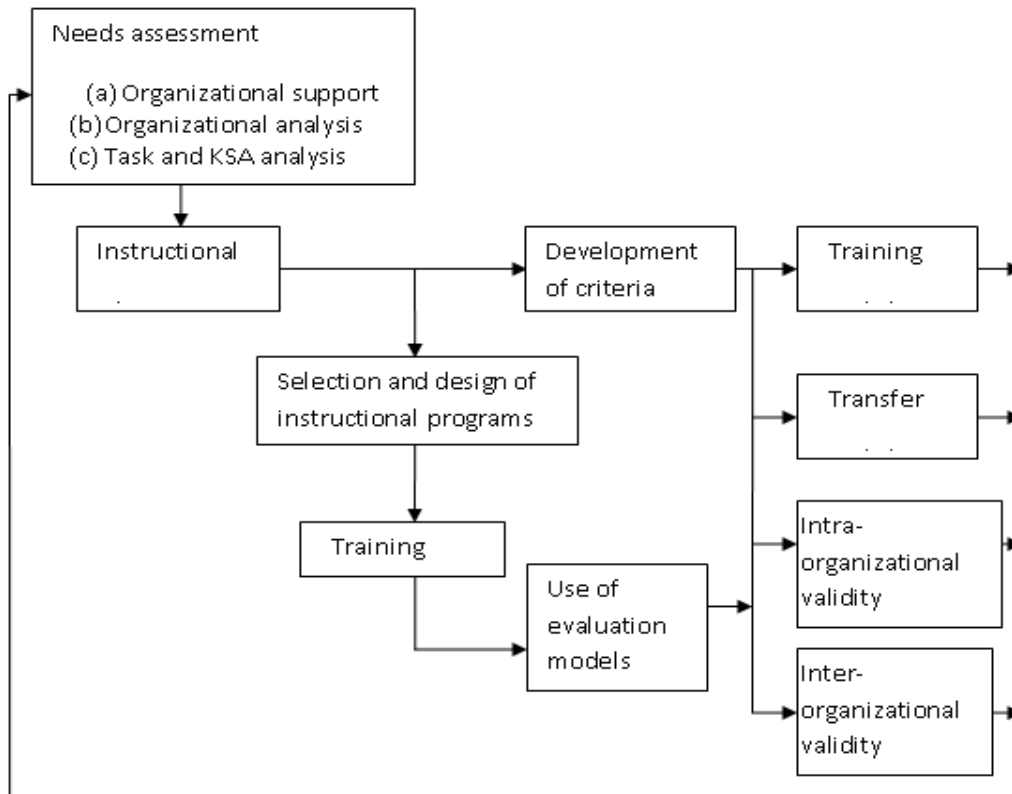 Needs assessment
(a) Organizational support
(b) Organizational analysis
(c) Task and KSA analysis
Instructional
Development
of criteria
Training
Selection and design of
instructional programs
Transfer
Training
Use of
evaluation
models
Intra-
organizational
validity
Inter-
organizational
validity